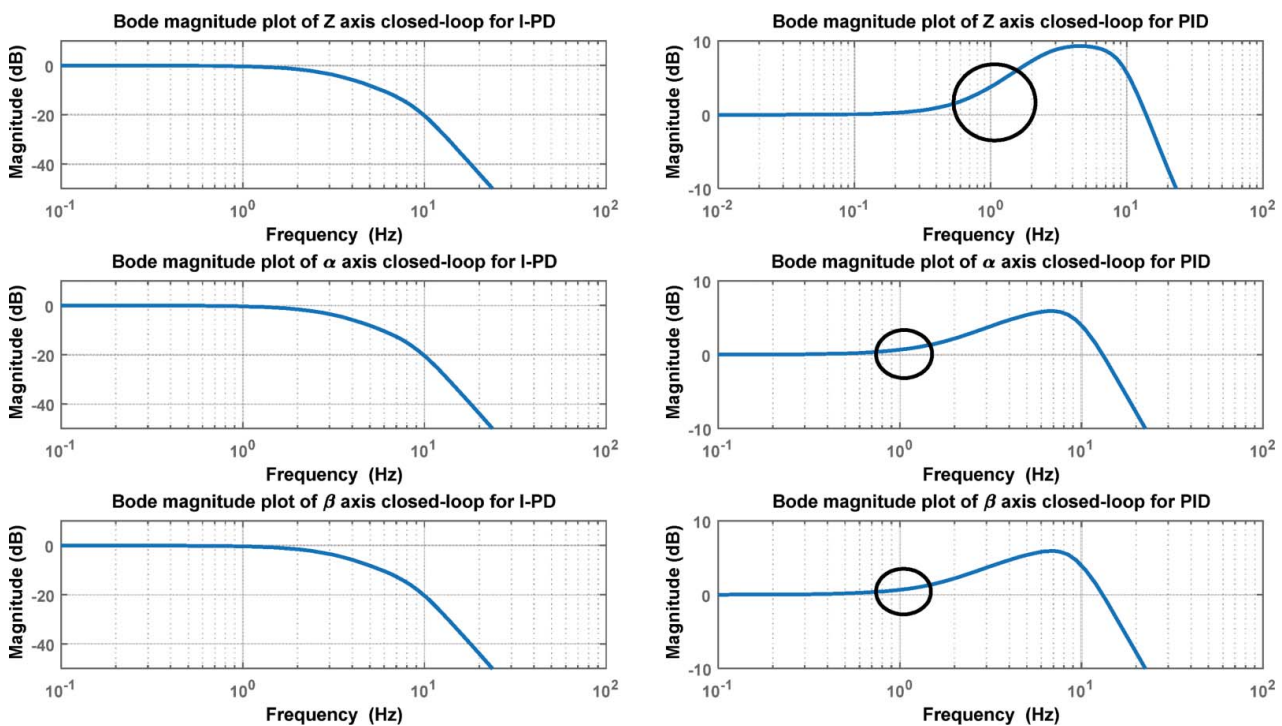 Bode magnitude plot of Z axis closed-loop for I-PD
Magnitude (dB)
0
-20
-40
10^-1 10^0 10^1 10^2
Frequency (Hz)
Bode magnitude plot of Z axis closed-loop for PID
Magnitude (dB)
10
0
-10
10^-2 10^-1 10^0 10^1 10^2
Frequency (Hz)
Bode magnitude plot of α axis closed-loop for I-PD
Magnitude (dB)
0
-20
-40
10^-1 10^0 10^1 10^2
Frequency (Hz)
Bode magnitude plot of α axis closed-loop for PID
Magnitude (dB)
10
0
-10
10^-1 10^0 10^1 10^2
Frequency (Hz)
Bode magnitude plot of β axis closed-loop for I-PD
Magnitude (dB)
0
-20
-40
10^-1 10^0 10^1 10^2
Frequency (Hz)
Bode magnitude plot of β axis closed-loop for PID
Magnitude (dB)
10
0
-10
10^-1 10^0 10^1 10^2
Frequency (Hz)